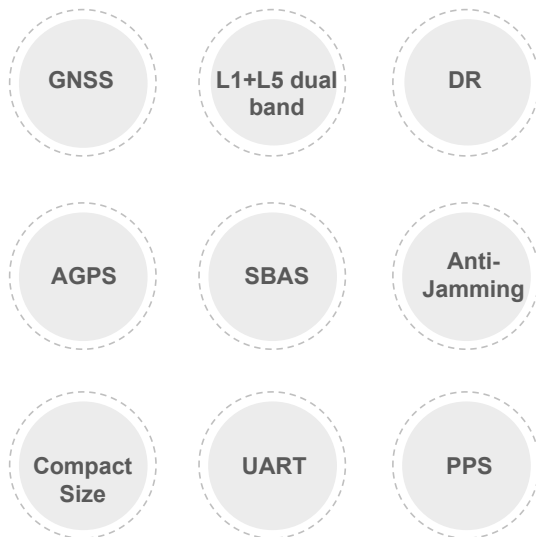 GNSS
L1+L5 dual
band
DR
AGPS
SBAS
Anti-
Jamming
Compact
Size
UART
PPS